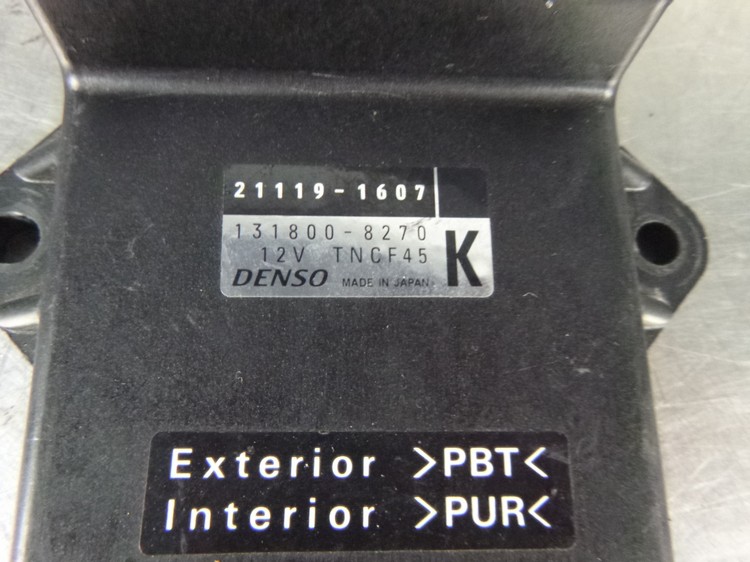 21119-1607
131800-8270
12V TNCF45
K
DENSO MADE IN JAPAN
Exterior >PBT<
Interior >PUR<